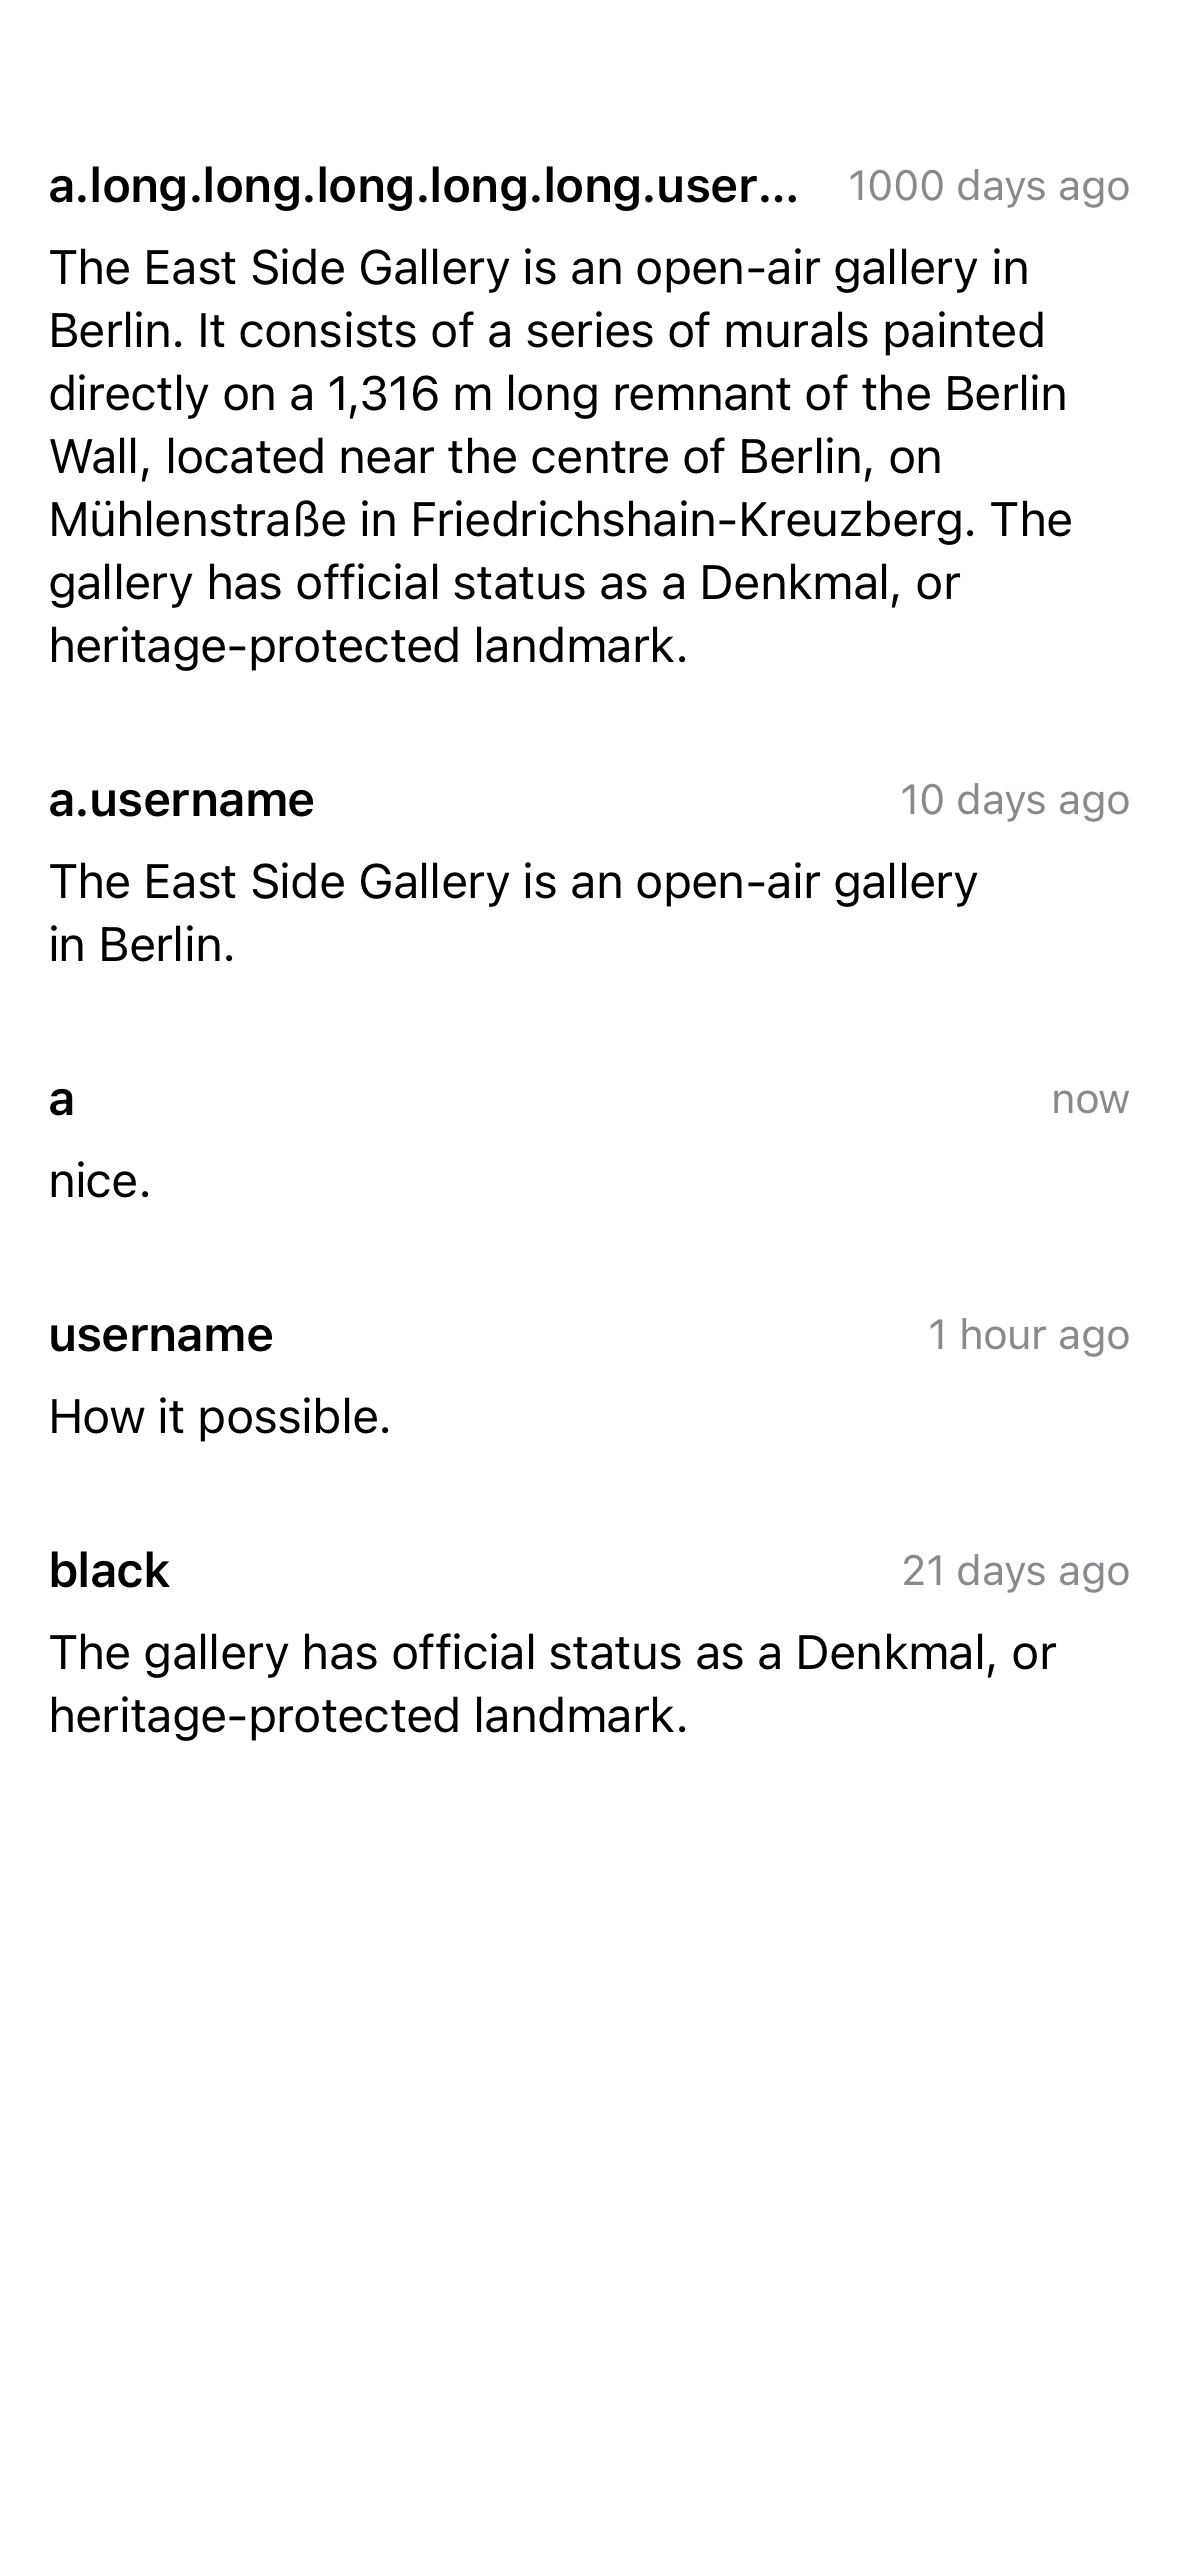 a.long.long.long.long.long.user...	1000 days ago
The East Side Gallery is an open-air gallery in
Berlin. It consists of a series of murals painted
directly on a 1,316 m long remnant of the Berlin
Wall, located near the centre of Berlin, on
Mühlenstraße in Friedrichshain-Kreuzberg. The
gallery has official status as a Denkmal, or
heritage-protected landmark.
a.username	10 days ago
The East Side Gallery is an open-air gallery
in Berlin.
a	now
nice.
username	1 hour ago
How it possible.
black	21 days ago
The gallery has official status as a Denkmal, or
heritage-protected landmark.